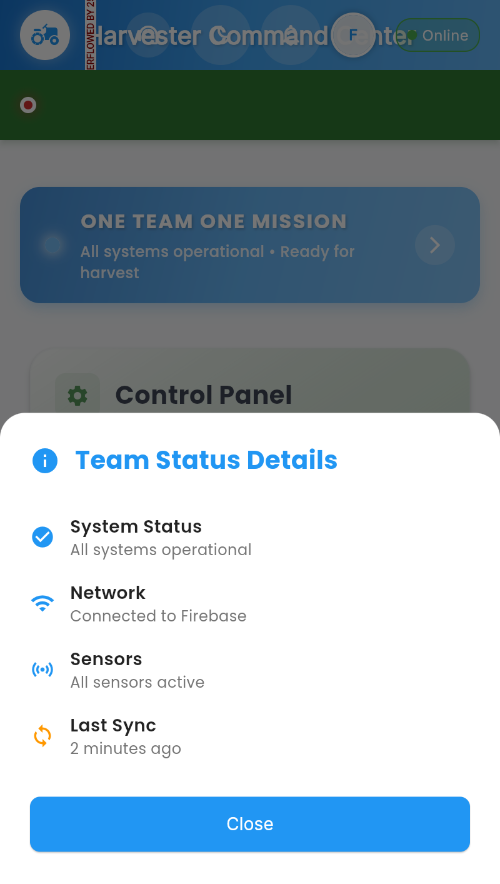 Harvester Command Center
F
Online
ERFLOWED BY 25
ONE TEAM ONE MISSION
All systems operational • Ready for
harvest
Control Panel
Team Status Details
System Status
All systems operational
Network
Connected to Firebase
Sensors
All sensors active
Last Sync
2 minutes ago
Close